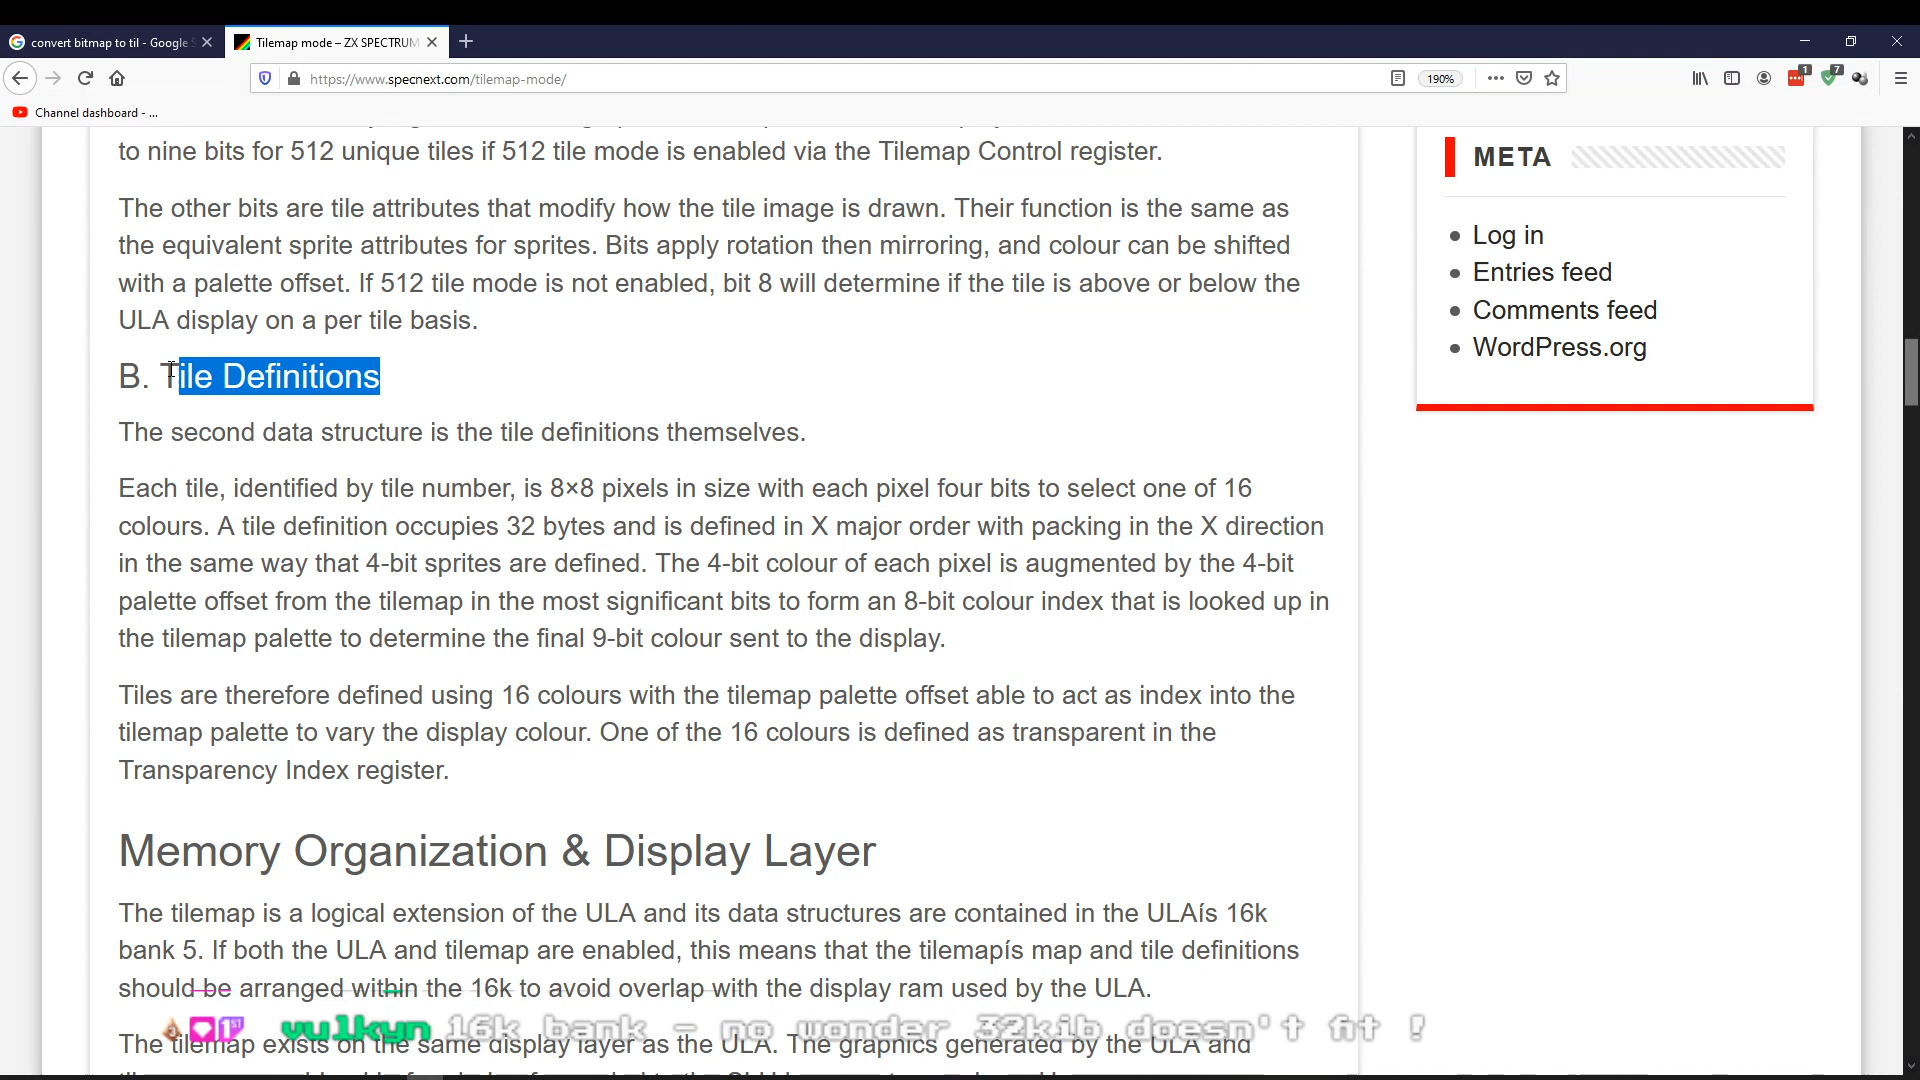 convert bitmap to til - Google S
Tilemap mode – ZX SPECTRUM
https://www.specnext.com/tilemap-mode/
190%
1
7
Channel dashboard - ...
to nine bits for 512 unique tiles if 512 tile mode is enabled via the Tilemap Control register.
The other bits are tile attributes that modify how the tile image is drawn. Their function is the same as
the equivalent sprite attributes for sprites. Bits apply rotation then mirroring, and colour can be shifted
with a palette offset. If 512 tile mode is not enabled, bit 8 will determine if the tile is above or below the
ULA display on a per tile basis.
B. Tile Definitions
The second data structure is the tile definitions themselves.
Each tile, identified by tile number, is 8×8 pixels in size with each pixel four bits to select one of 16
colours. A tile definition occupies 32 bytes and is defined in X major order with packing in the X direction
in the same way that 4-bit sprites are defined. The 4-bit colour of each pixel is augmented by the 4-bit
palette offset from the tilemap in the most significant bits to form an 8-bit colour index that is looked up in
the tilemap palette to determine the final 9-bit colour sent to the display.
Tiles are therefore defined using 16 colours with the tilemap palette offset able to act as index into the
tilemap palette to vary the display colour. One of the 16 colours is defined as transparent in the
Transparency Index register.
Memory Organization & Display Layer
The tilemap is a logical extension of the ULA and its data structures are contained in the ULAís 16k
bank 5. If both the ULA and tilemap are enabled, this means that the tilemapís map and tile definitions
should be arranged within the 16k to avoid overlap with the display ram used by the ULA.
The tilemap exists on the same display layer as the ULA. The graphics generated by the ULA and
3 1ST vulkyn 16k bank - no wonder 32kib doesn't fit !
META
Log in
Entries feed
Comments feed
WordPress.org